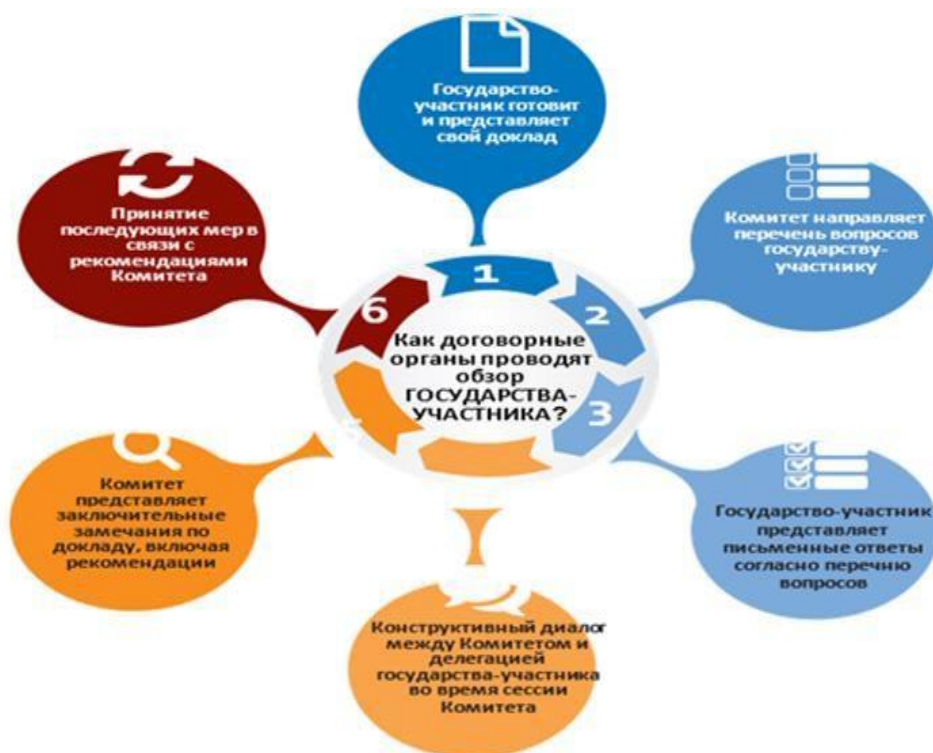 Государство-
участник готовит
и представляет
свой доклад
Комитет направляет
перечень вопросов
государству-
участнику
Государство-участник
представляет
письменные ответы
согласно перечню
вопросов
Конструктивный диалог
между Комитетом и
делегацией
государства-участника
во время сессии
Комитета
Комитет
представляет
заключительные
замечания по
докладу, включая
рекомендации
Принятие
последующих мер в
связи с
рекомендациями
Комитета
1
2
3
5
6
Как договорные
органы проводят
обзор
ГОСУДАРСТВА-
УЧАСТНИКА?